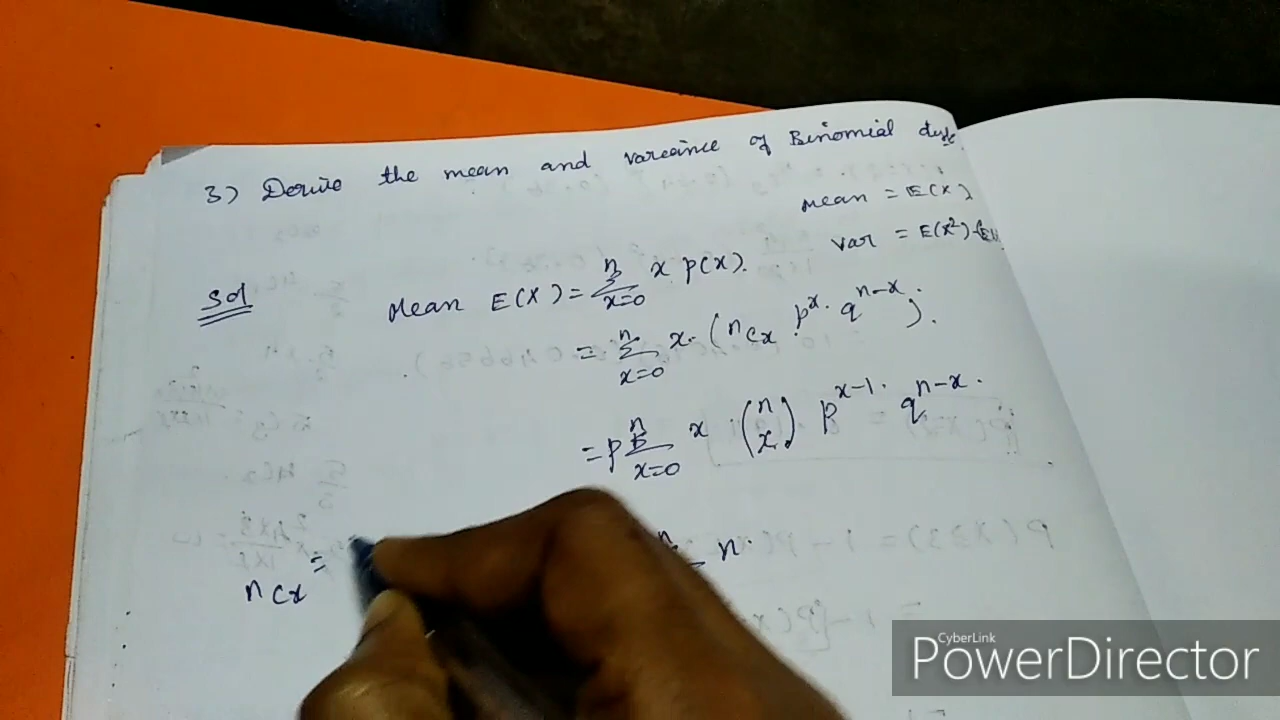 3) Derive the mean and variance of Binomial
mean = E(X)
var = E(X²)-
Sol Mean E(X) = n Σ x=0 x p(x).
= n Σ x=0 x. (nCx p^x. q^n-x).
= p n Σ x=0 x (n x) p^x-1. q^n-x.
n.
nCx =
CyberLink
PowerDirector